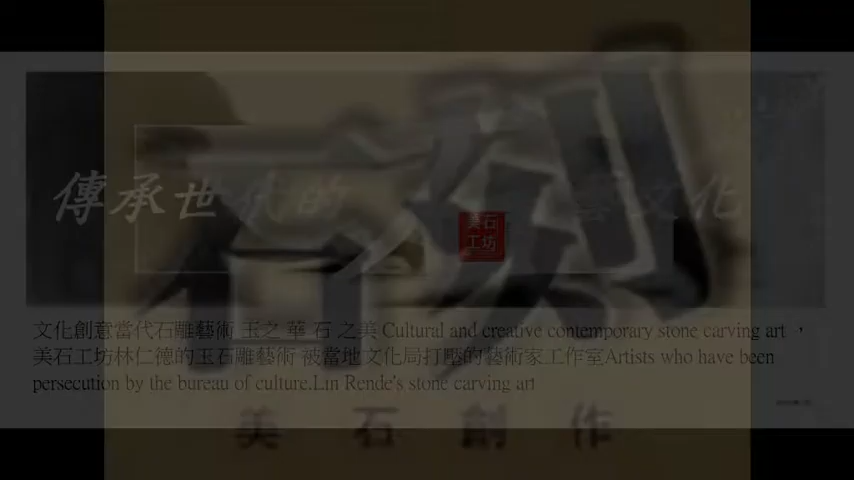 石刻
傳承世代的 藝文化
美石
工坊
文化創意當代石雕藝術 玉之 華 石 之美 Cultural and creative contemporary stone carving art ，
美石工坊林仁德的玉石雕藝術 被當地文化局打壓的藝術家工作室Artists who have been
persecution by the bureau of culture.Lin Rende's stone carving art
美 石 創 作